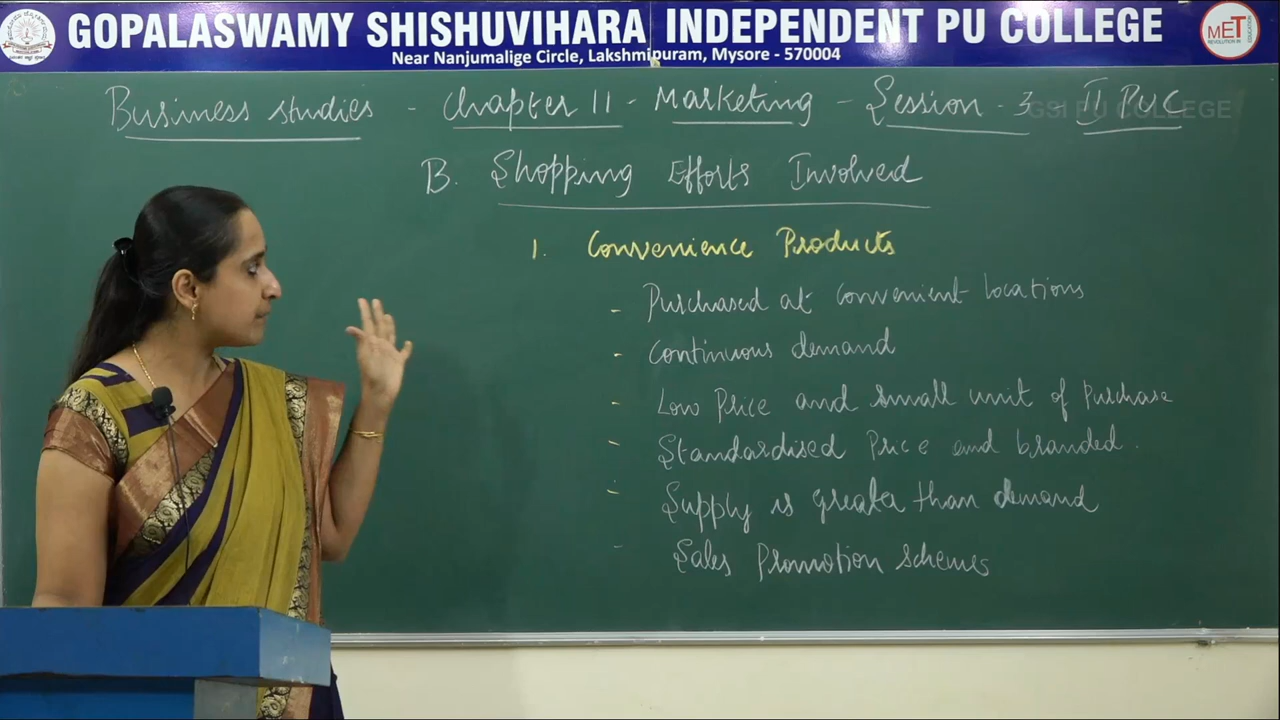 GOPALASWAMY SHISHUVIHARA INDEPENDENT PU COLLEGE
Near Nanjumalige Circle, Lakshmipuram, Mysore - 570004
MET
Business studies - Chapter 11 - Marketing - Session - 3 II PUC
GSI PU COLLEGE
B. Shopping Efforts Involved
1. Convenience Products
- Purchased at convenient locations
- Continuous demand
- Low Price and small unit of purchase
- Standardised Price and branded.
- Supply is greater than demand
- Sales Promotion schemes